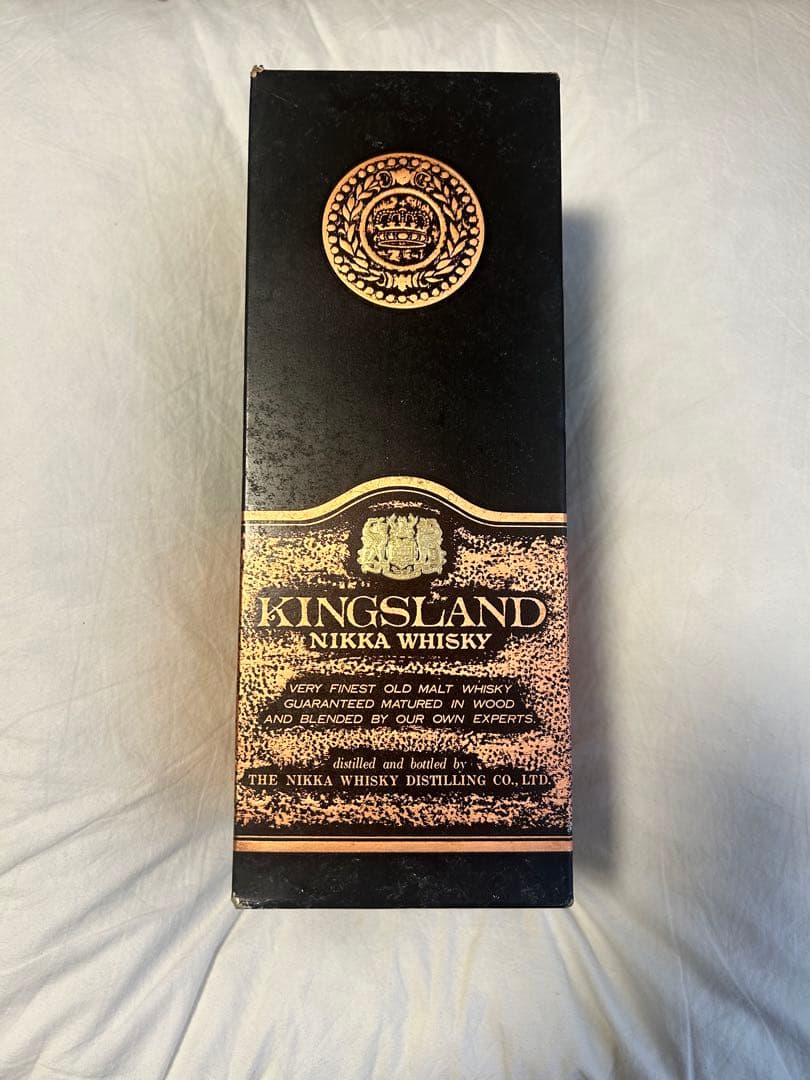 KINGSLAND
NIKKA WHISKY
VERY FINEST OLD MALT WHISKY
GUARANTEED MATURED IN WOOD
AND BLENDED BY OUR OWN EXPERTS.
distilled and bottled by
THE NIKKA WHISKY DISTILLING CO., LTD.